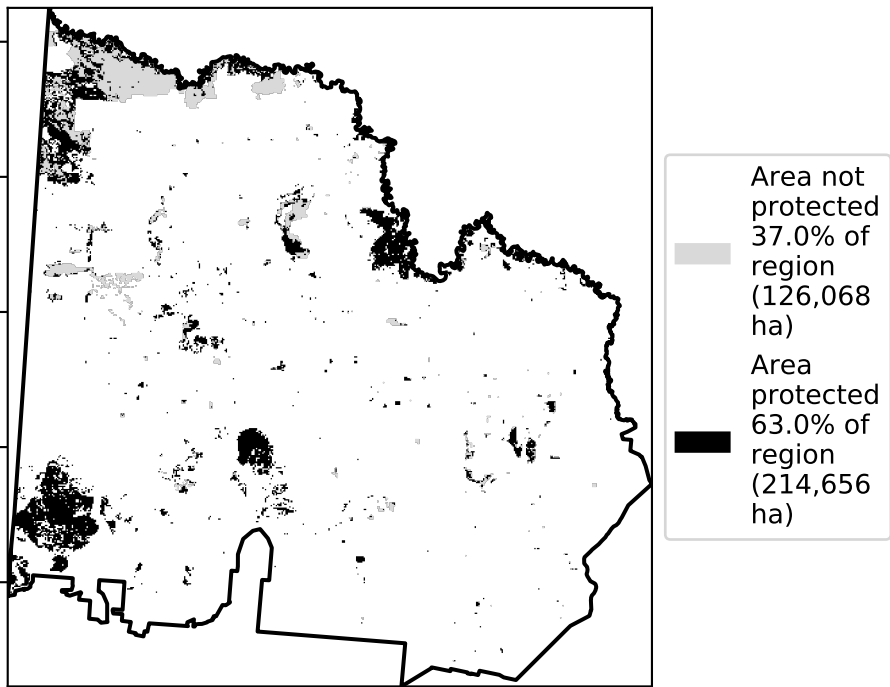 Area not
protected
37.0% of
region
(126,068
ha)
Area
protected
63.0% of
region
(214,656
ha)